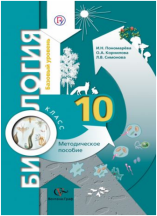 И.Н. Пономарёва
О.А. Корнилова
Л.В. Симонова
БИОЛОГИЯ
Базовый уровень
10
КЛАСС
Методическое
пособие